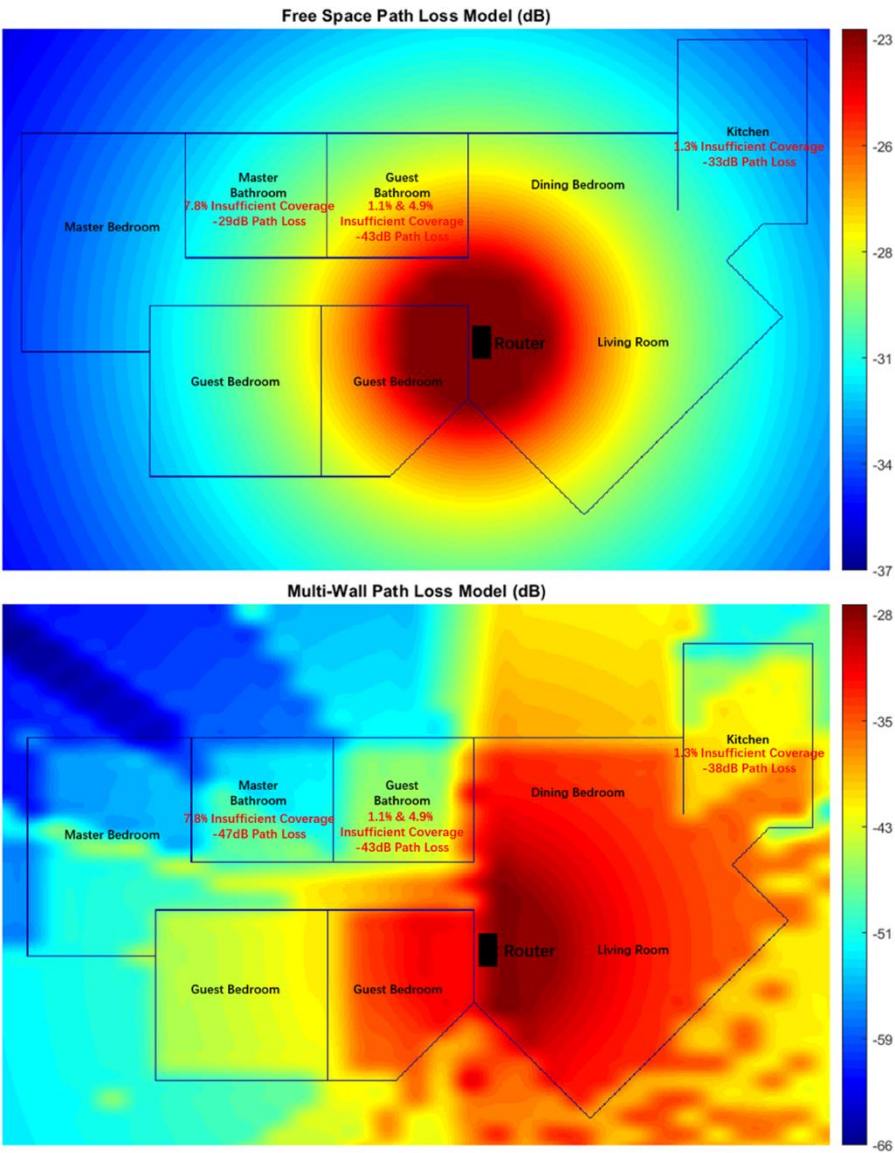 Free Space Path Loss Model (dB)
-23
-26
-28
-31
-34
-37
Kitchen
1.3% Insufficient Coverage
-33dB Path Loss
Master
Bathroom
7.8% Insufficient Coverage
-29dB Path Loss
Guest
Bathroom
1.1% & 4.9%
Insufficient Coverage
-43dB Path Loss
Dining Bedroom
Master Bedroom
Router
Living Room
Guest Bedroom
Guest Bedroom
Multi-Wall Path Loss Model (dB)
-28
-35
-43
-51
-59
-66
Kitchen
1.3% Insufficient Coverage
-38dB Path Loss
Master
Bathroom
7.8% Insufficient Coverage
-47dB Path Loss
Guest
Bathroom
1.1% & 4.9%
Insufficient Coverage
-43dB Path Loss
Dining Bedroom
Master Bedroom
Router
Living Room
Guest Bedroom
Guest Bedroom